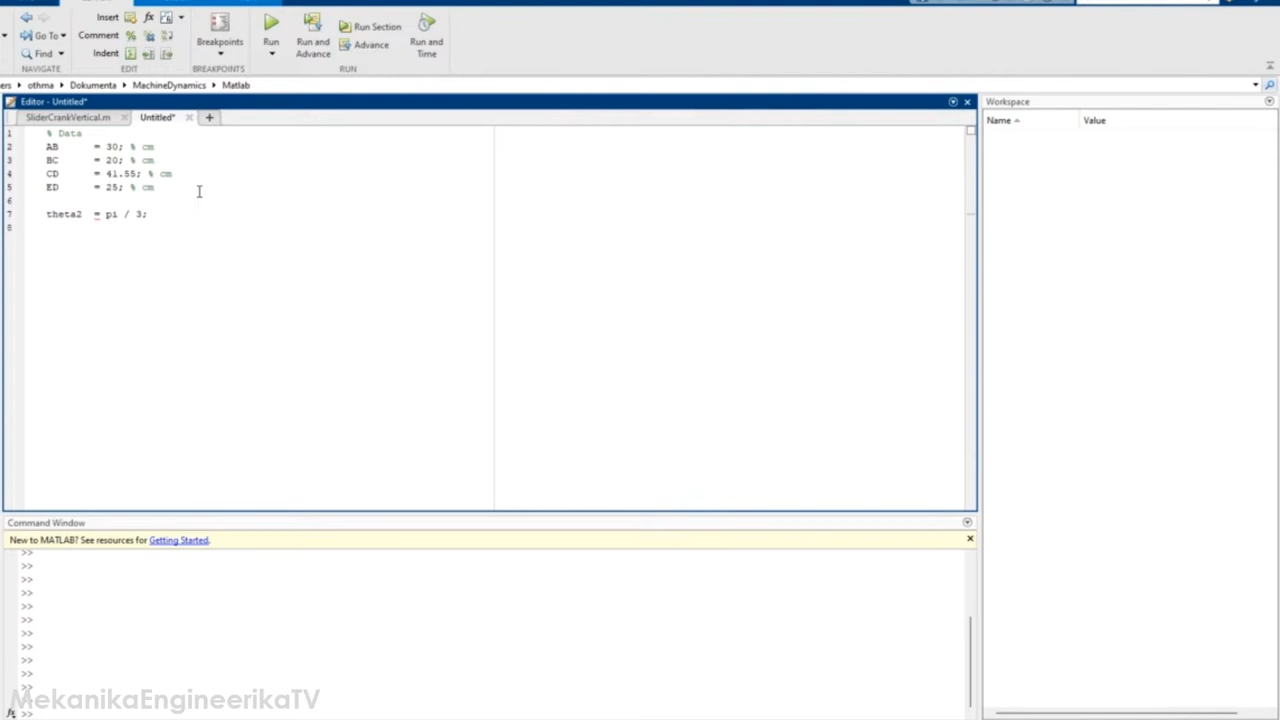 Insert fx
Go To Comment %
Find Indent
Breakpoints
Run
Run and Advance
Run Section
Advance
Run and Time
NAVIGATE EDIT BREAKPOINTS RUN
ers othma Dokumenta MachineDynamics Matlab
Editor - Untitled*
SliderCrankVertical.m Untitled* +
1 % Data
2 AB = 30; % cm
3 BC = 20; % cm
4 CD = 41.55; % cm
5 ED = 25; % cm
6
7 theta2 = pi / 3;
8
Workspace
Name Value
Command Window
New to MATLAB? See resources for Getting Started.
>>
>>
>>
>>
>>
>>
>>
>>
>>
>>
>>
MekanikaEngineerikaTV
fx >>